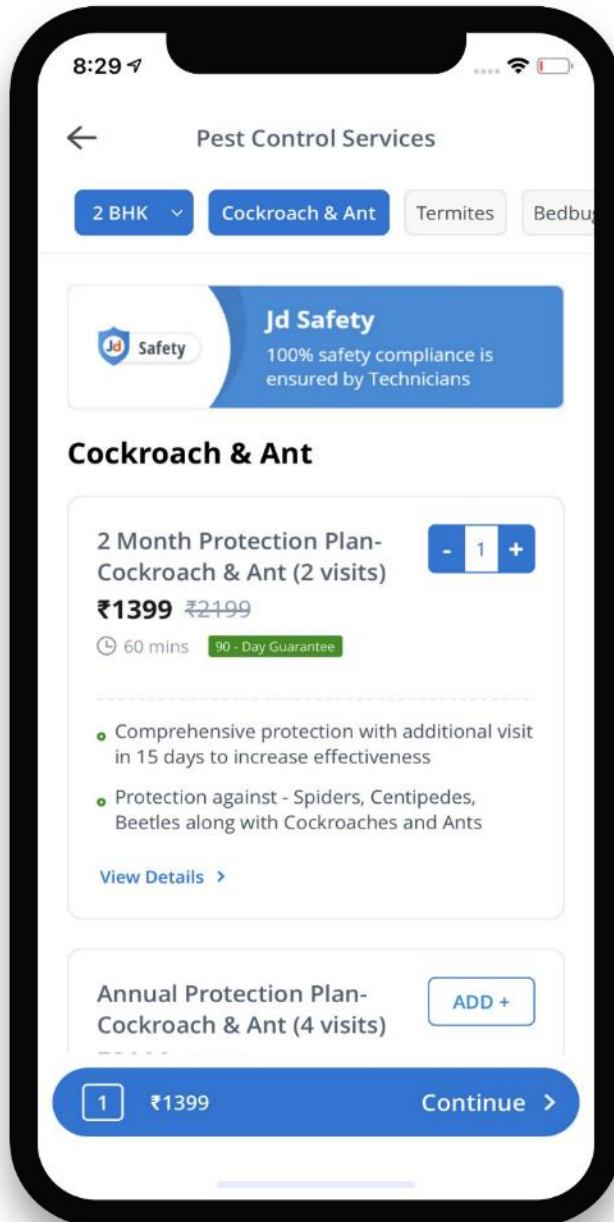 8:29
Pest Control Services
2 BHK Cockroach & Ant Termites Bedbu
Jd Safety
Jd Safety
100% safety compliance is
ensured by Technicians
Cockroach & Ant
2 Month Protection Plan-
Cockroach & Ant (2 visits)
- 1 +
₹1399 ₹2199
60 mins 90 - Day Guarantee
Comprehensive protection with additional visit
in 15 days to increase effectiveness
Protection against - Spiders, Centipedes,
Beetles along with Cockroaches and Ants
View Details >
Annual Protection Plan-
Cockroach & Ant (4 visits)
ADD +
1 ₹1399 Continue >